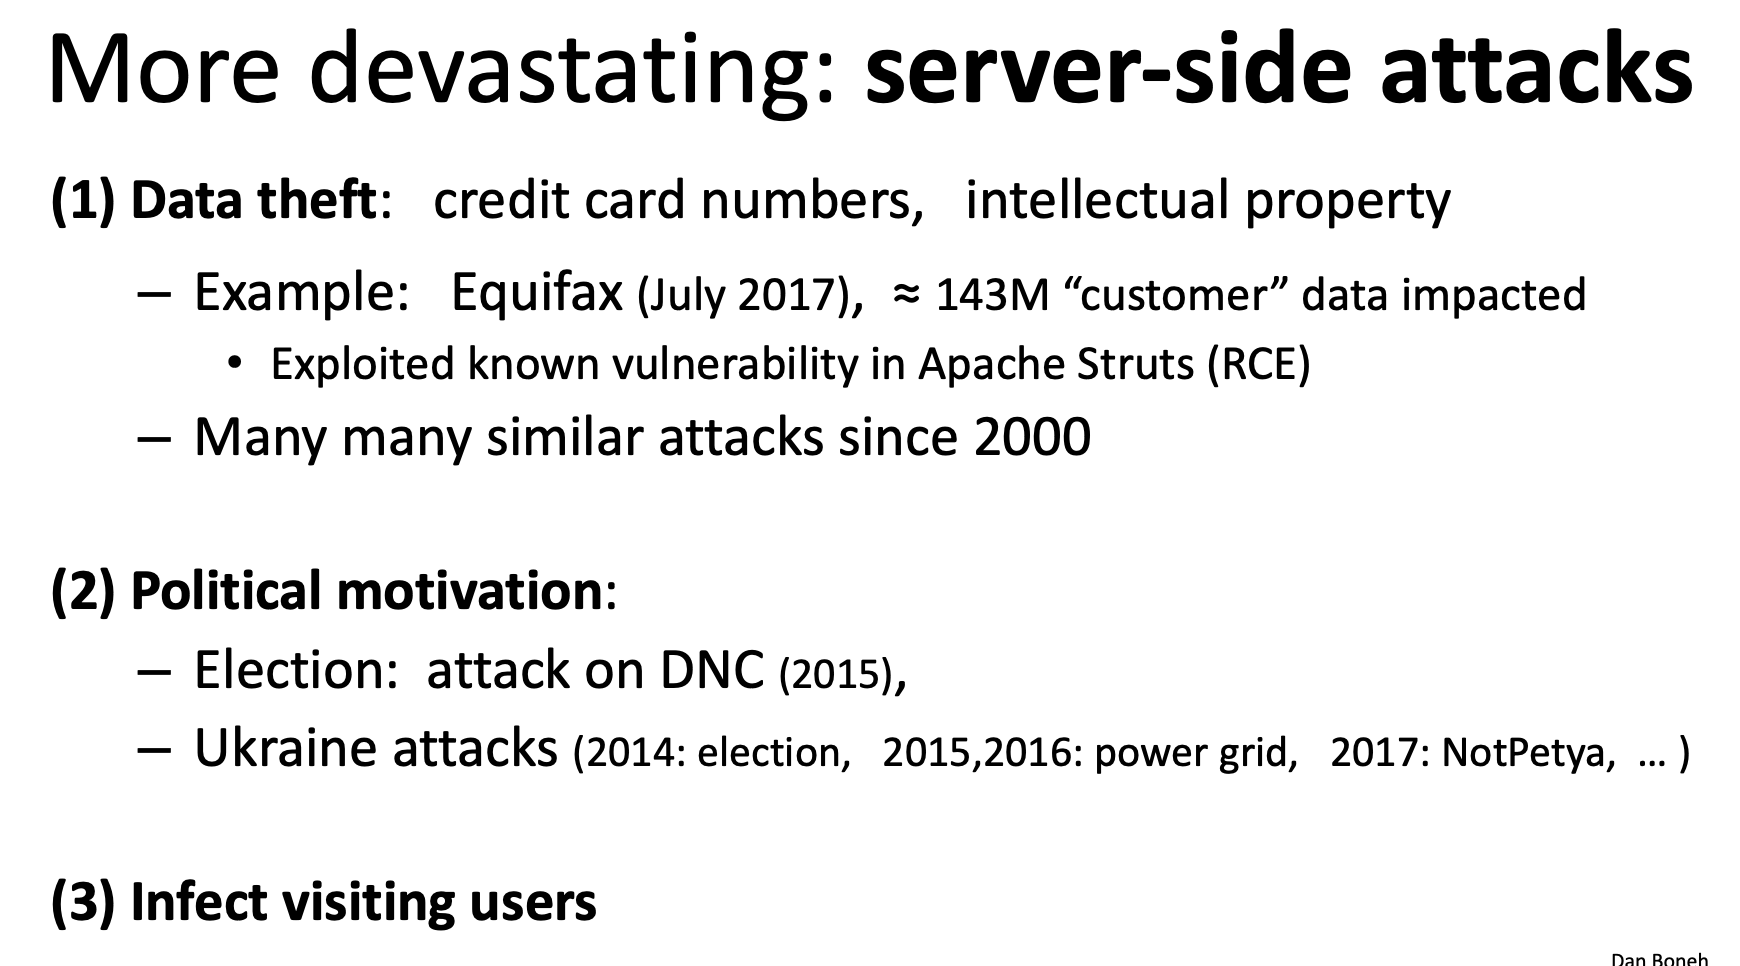 More devastating: server-side attacks
(1) Data theft: credit card numbers, intellectual property
– Example: Equifax (July 2017), ≈ 143M “customer” data impacted
• Exploited known vulnerability in Apache Struts (RCE)
– Many many similar attacks since 2000
(2) Political motivation:
– Election: attack on DNC (2015),
– Ukraine attacks (2014: election, 2015,2016: power grid, 2017: NotPetya, … )
(3) Infect visiting users
Dan Boneh